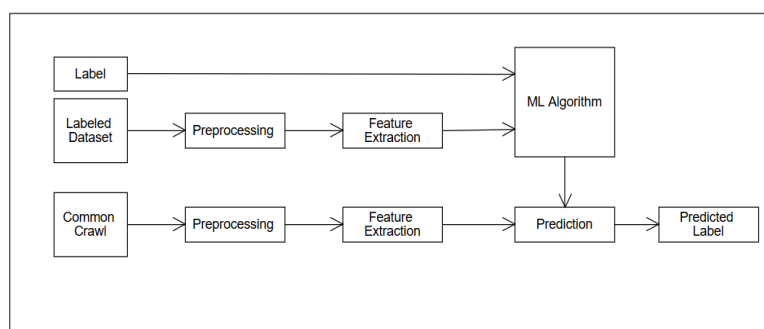 Label
ML Algorithm
Labeled
Dataset
Preprocessing
Feature
Extraction
Common
Crawl
Preprocessing
Feature
Extraction
Prediction
Predicted
Label